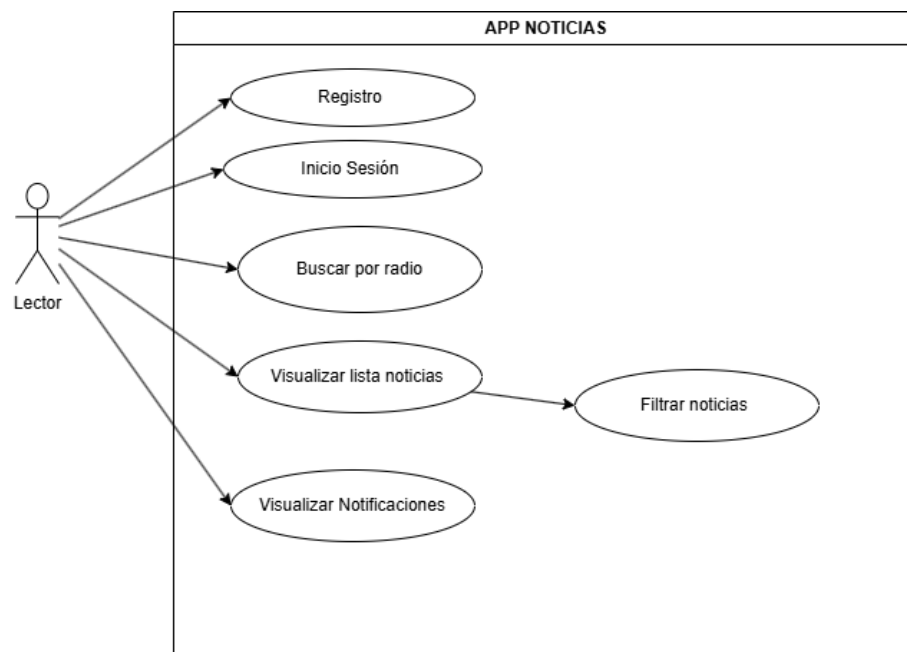 APP NOTICIAS
Registro
Inicio Sesión
Lector
Buscar por radio
Visualizar lista noticias
Filtrar noticias
Visualizar Notificaciones